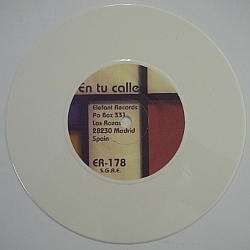 En tu calle
Elefant Records
Po Box 331
Las Rozas
28230 Madrid
Spain
ER-178
S.G.A.E.